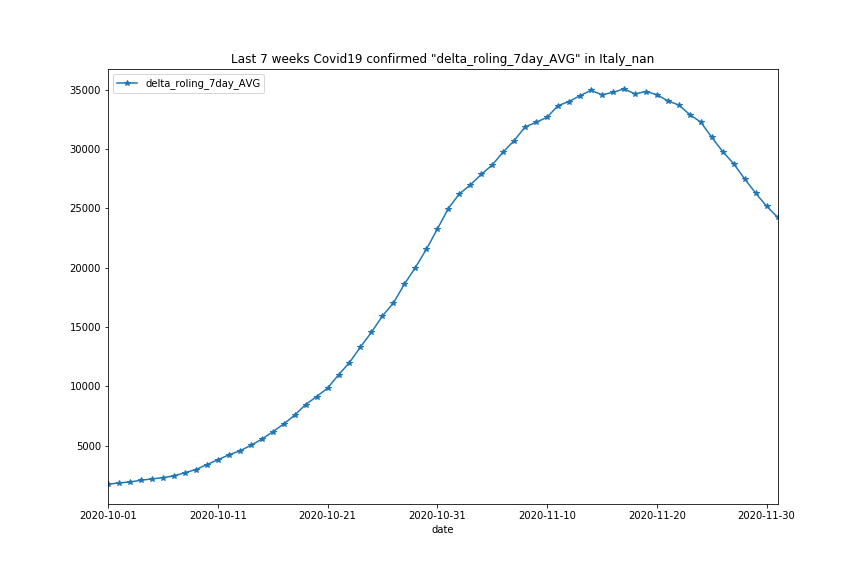 Last 7 weeks Covid19 confirmed "delta_roling_7day_AVG" in Italy_nan
delta_roling_7day_AVG
35000
30000
25000
20000
15000
10000
5000
2020-10-01 2020-10-11 2020-10-21 2020-10-31 2020-11-10 2020-11-20 2020-11-30
date